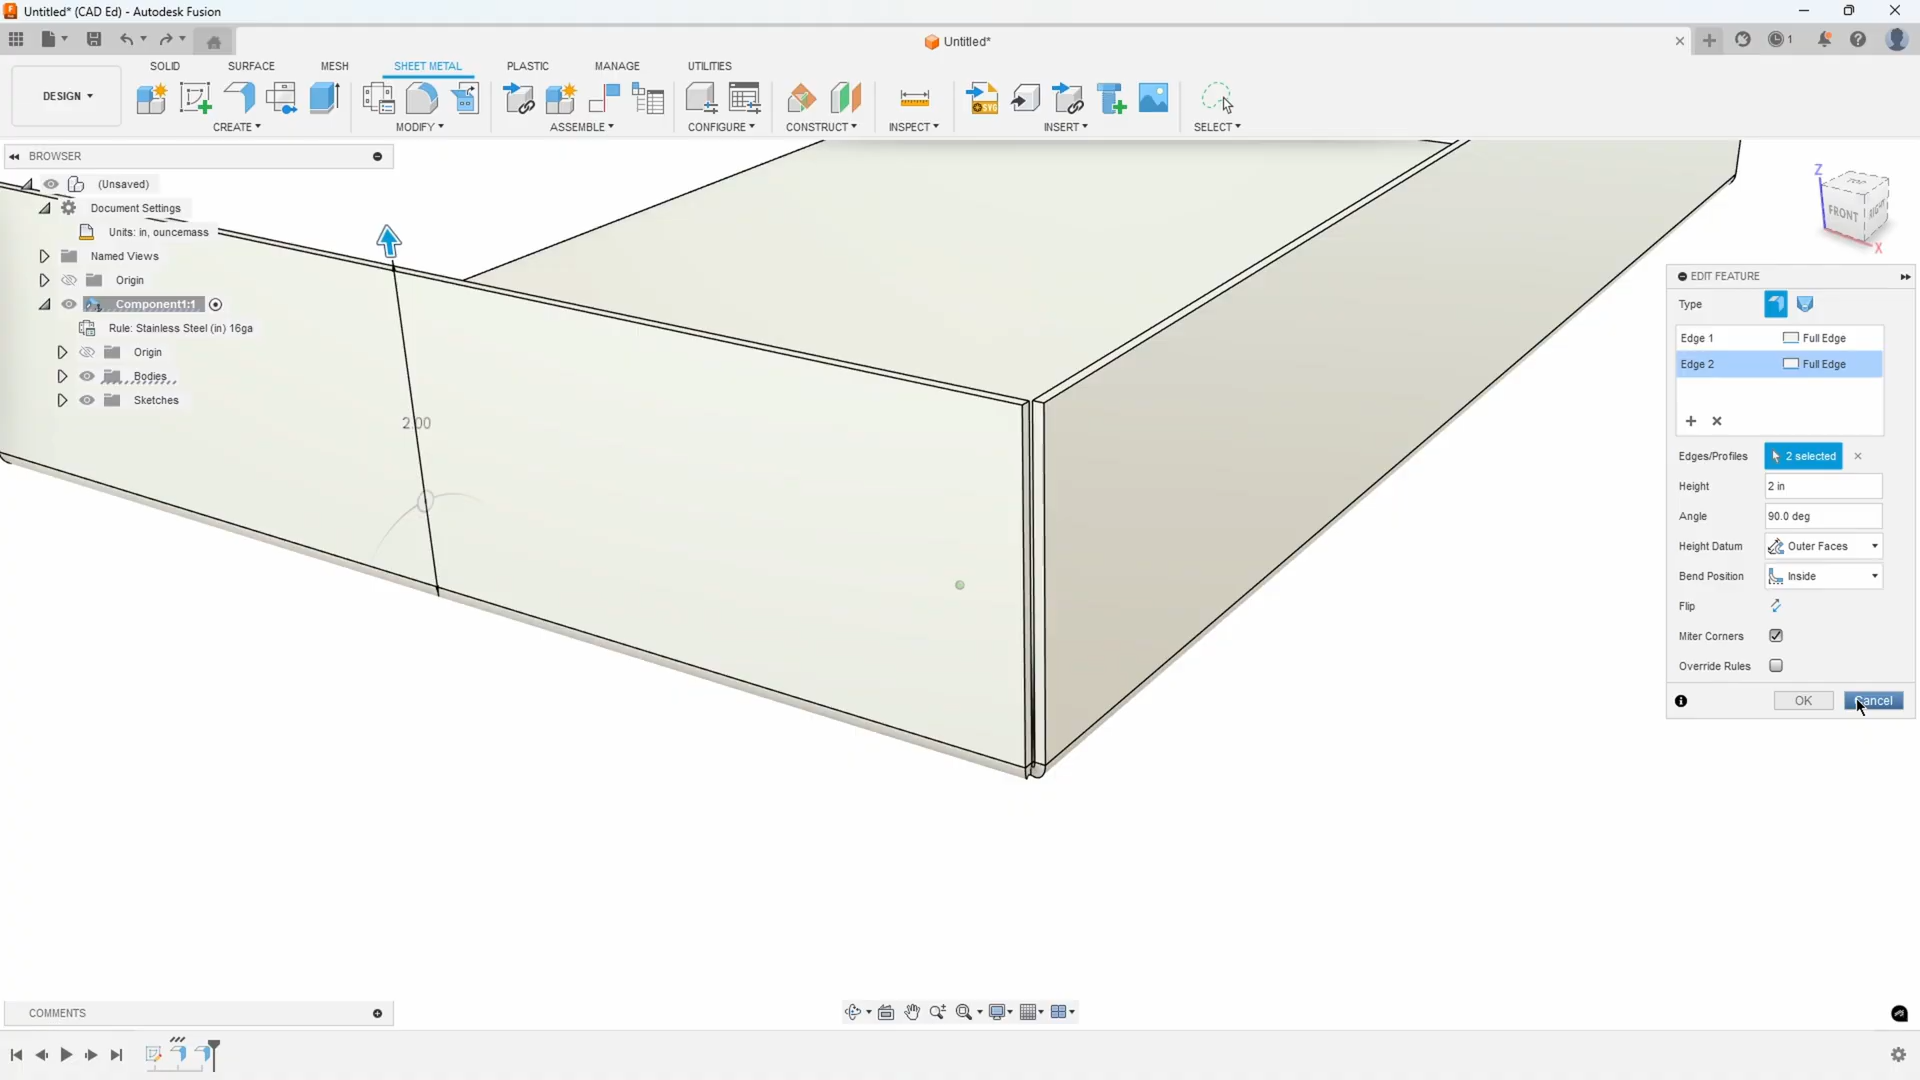 Untitled* (CAD Ed) - Autodesk Fusion
Untitled*
1
SOLID
SURFACE
MESH
SHEET METAL
PLASTIC
MANAGE
UTILITIES
DESIGN
SVG
CREATE
MODIFY
ASSEMBLE
CONFIGURE
CONSTRUCT
INSPECT
INSERT
SELECT
BROWSER
(Unsaved)
Document Settings
Units: in, ouncemass
Named Views
Origin
Component1:1
Rule: Stainless Steel (in) 16ga
Origin
Bodies
Sketches
2.00
Z
TOP
FRONT
RIGHT
X
EDIT FEATURE
Type
Edge 1 Full Edge
Edge 2 Full Edge
Edges/Profiles 2 selected
Height 2 in
Angle 90.0 deg
Height Datum Outer Faces
Bend Position Inside
Flip
Miter Corners
Override Rules
OK Cancel
COMMENTS